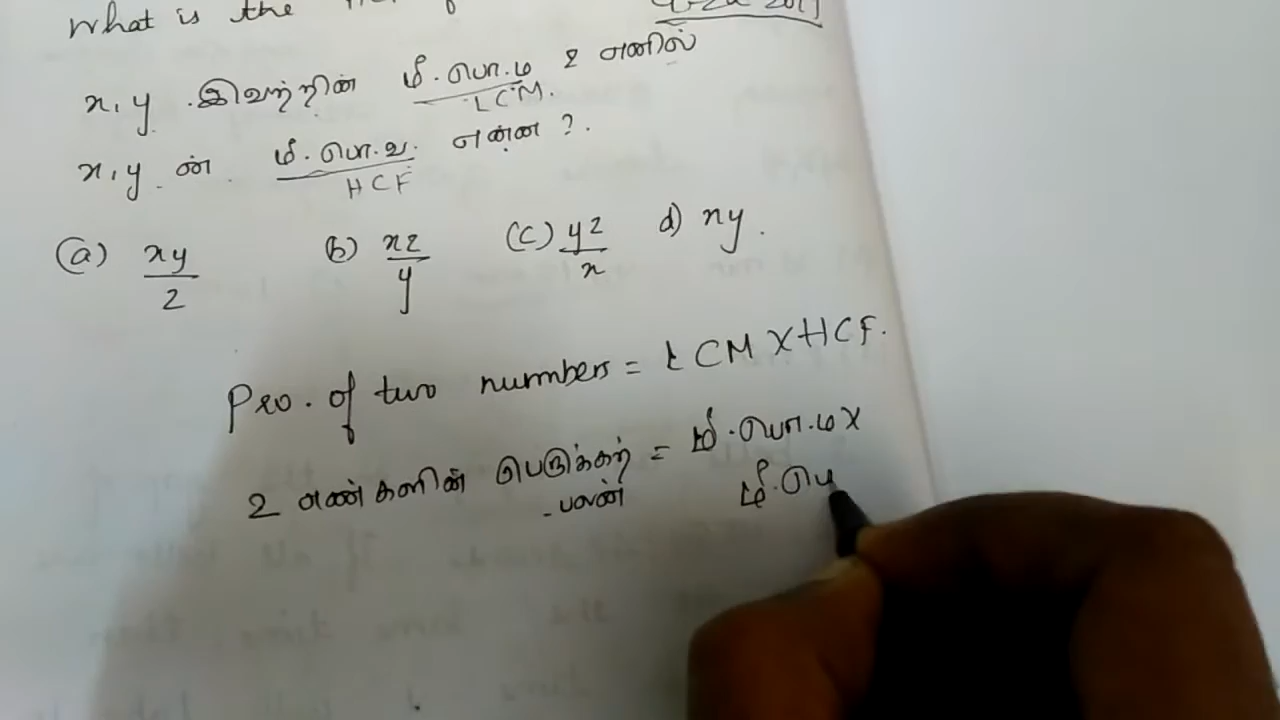 what is the
x, y இவற்றின் மீ.பொ.ம z எனில்
LCM.
x, y ன் மீ.பொ.வ. என்ன ?.
HCF
(a) xy/z (b) xz/y (c) yz/x d) xy.
Pro. of two numbers = LCM X HCF.
2 எண்களின் பெருக்கற் = மீ.பொ.ம X
- பலன் மீ.பெ